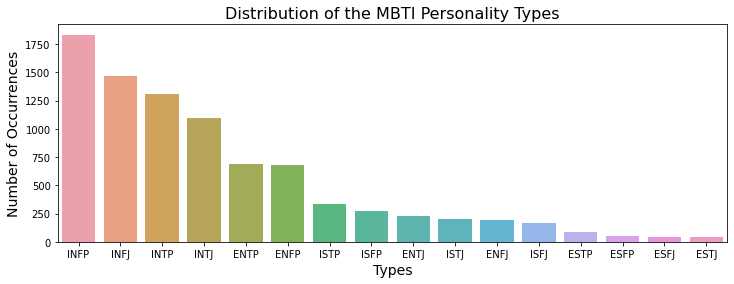 Distribution of the MBTI Personality Types
Number of Occurrences
1750
1500
1250
1000
750
500
250
0
INFP INFJ INTP INTJ ENTP ENFP ISTP ISFP ENTJ ISTJ ENFJ ISFJ ESTP ESFP ESFJ ESTJ
Types